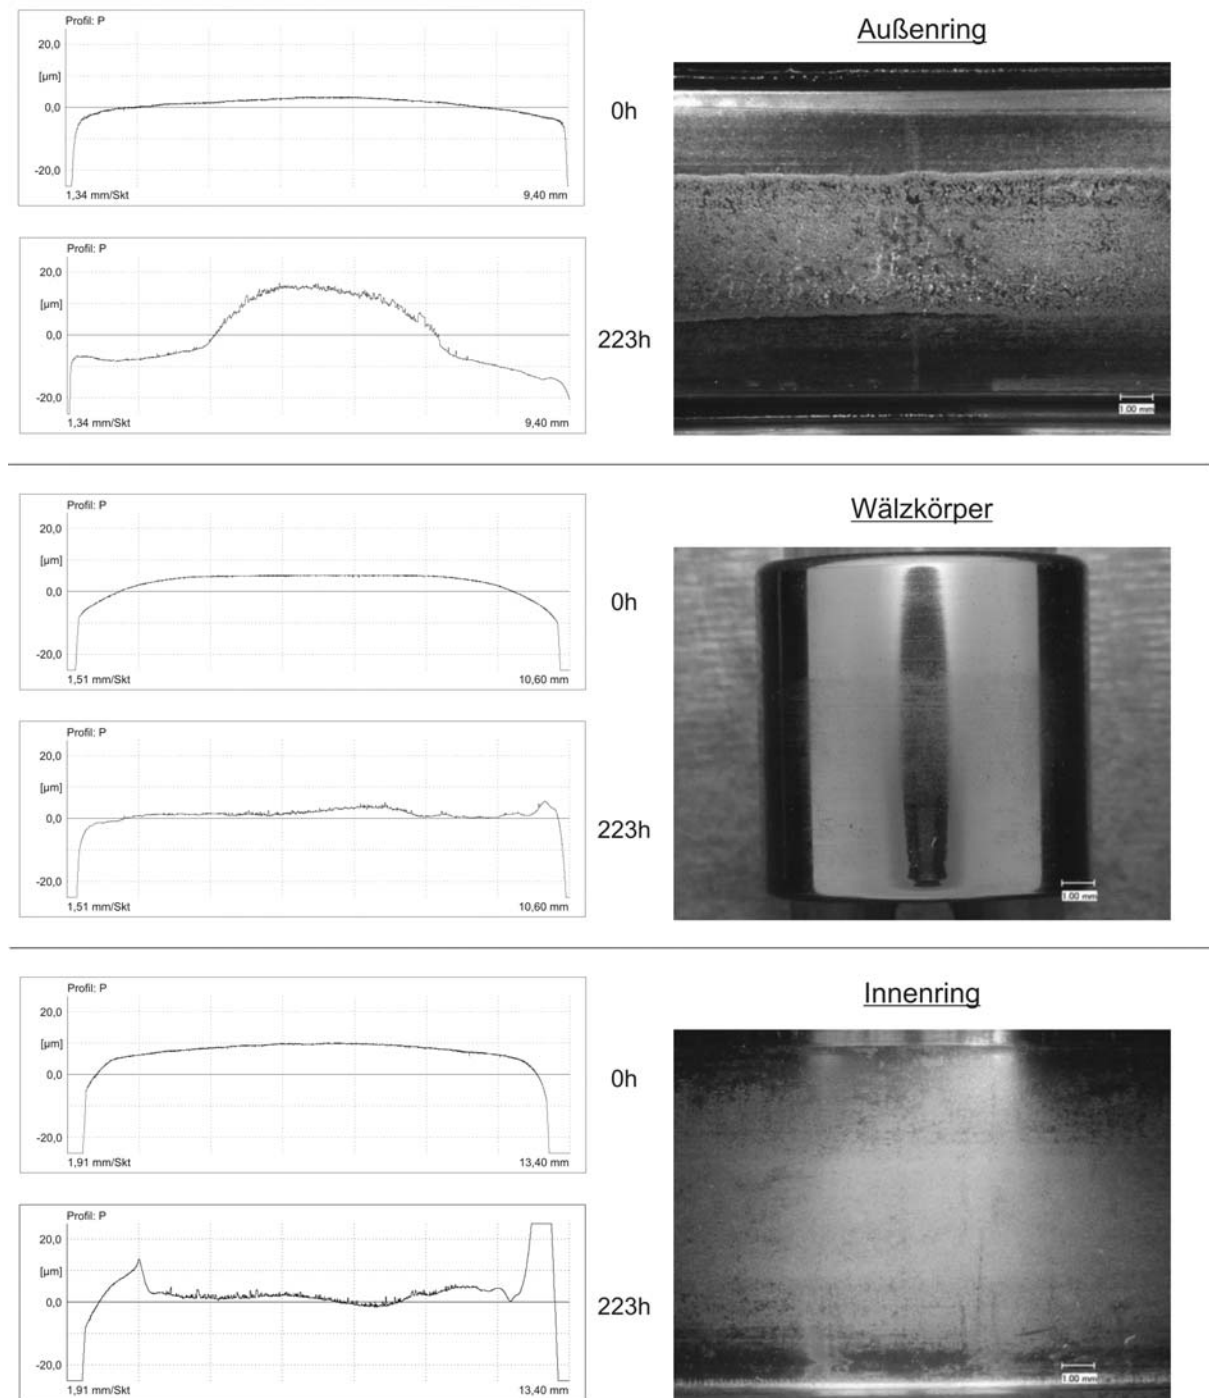 Außenring
Profil: P
20,0
[µm]
0,0
-20,0
1,34 mm/Skt
9,40 mm
0h
Profil: P
20,0
[µm]
0,0
-20,0
1,34 mm/Skt
9,40 mm
223h
1.00 mm
Wälzkörper
Profil: P
20,0
[µm]
0,0
-20,0
1,51 mm/Skt
10,60 mm
0h
Profil: P
20,0
[µm]
0,0
-20,0
1,51 mm/Skt
10,60 mm
223h
1.00 mm
Innenring
Profil: P
20,0
[µm]
0,0
-20,0
1,91 mm/Skt
13,40 mm
0h
Profil: P
20,0
[µm]
0,0
-20,0
1,91 mm/Skt
13,40 mm
223h
1.00 mm